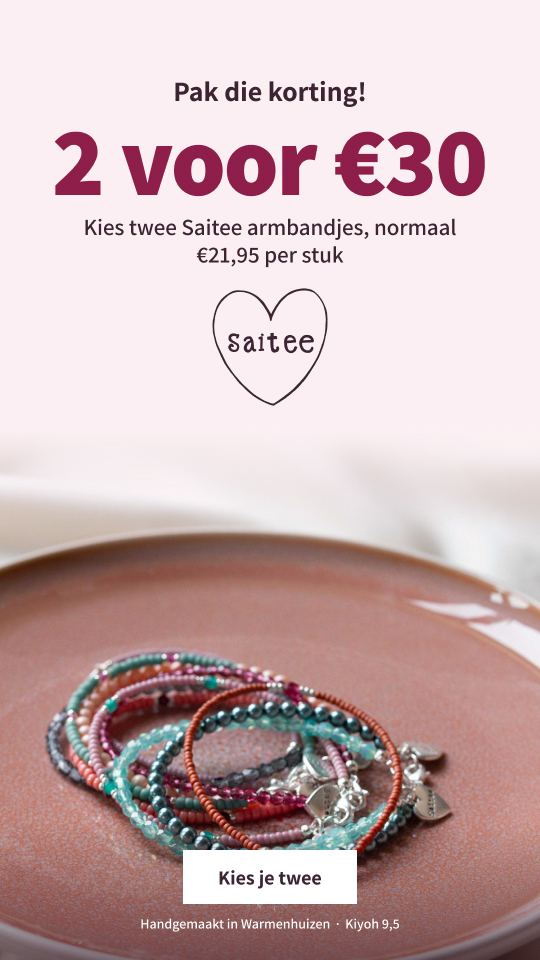 Pak die korting!
2 voor €30
Kies twee Saitee armbandjes, normaal
€21,95 per stuk
saitee
Kies je twee
Handgemaakt in Warmenhuizen · Kiyoh 9,5